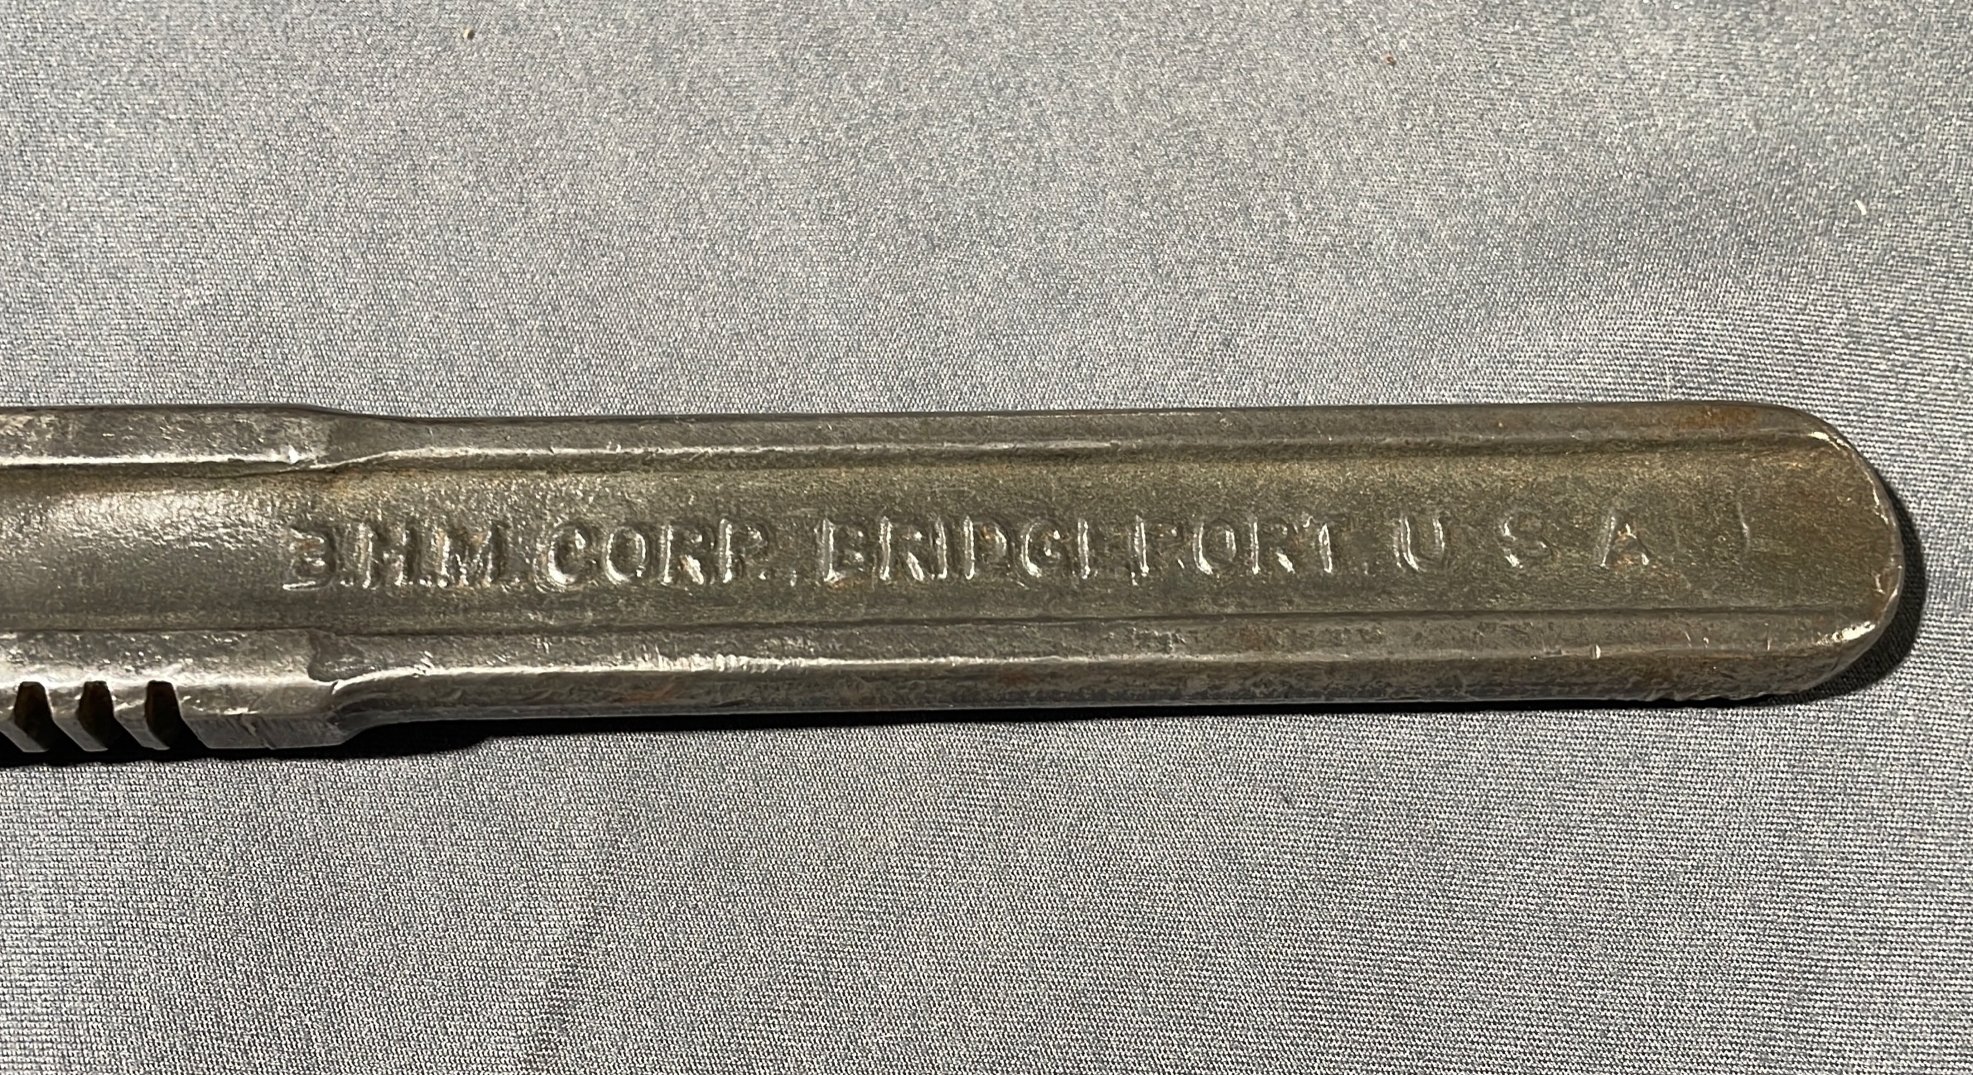 B.H.M. CORP. BRIDGEPORT. U S A